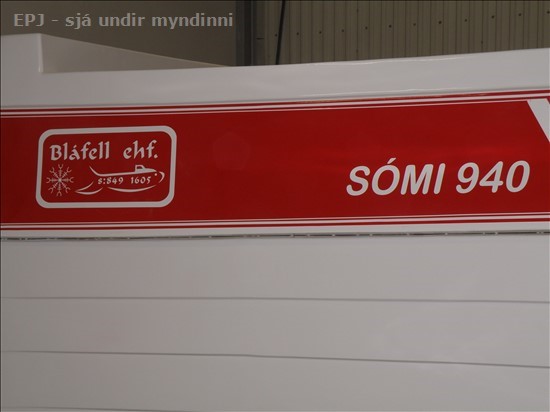 EPJ - sjá undir myndinni
Bláfell ehf.
s:849 1605
SÓMI 940